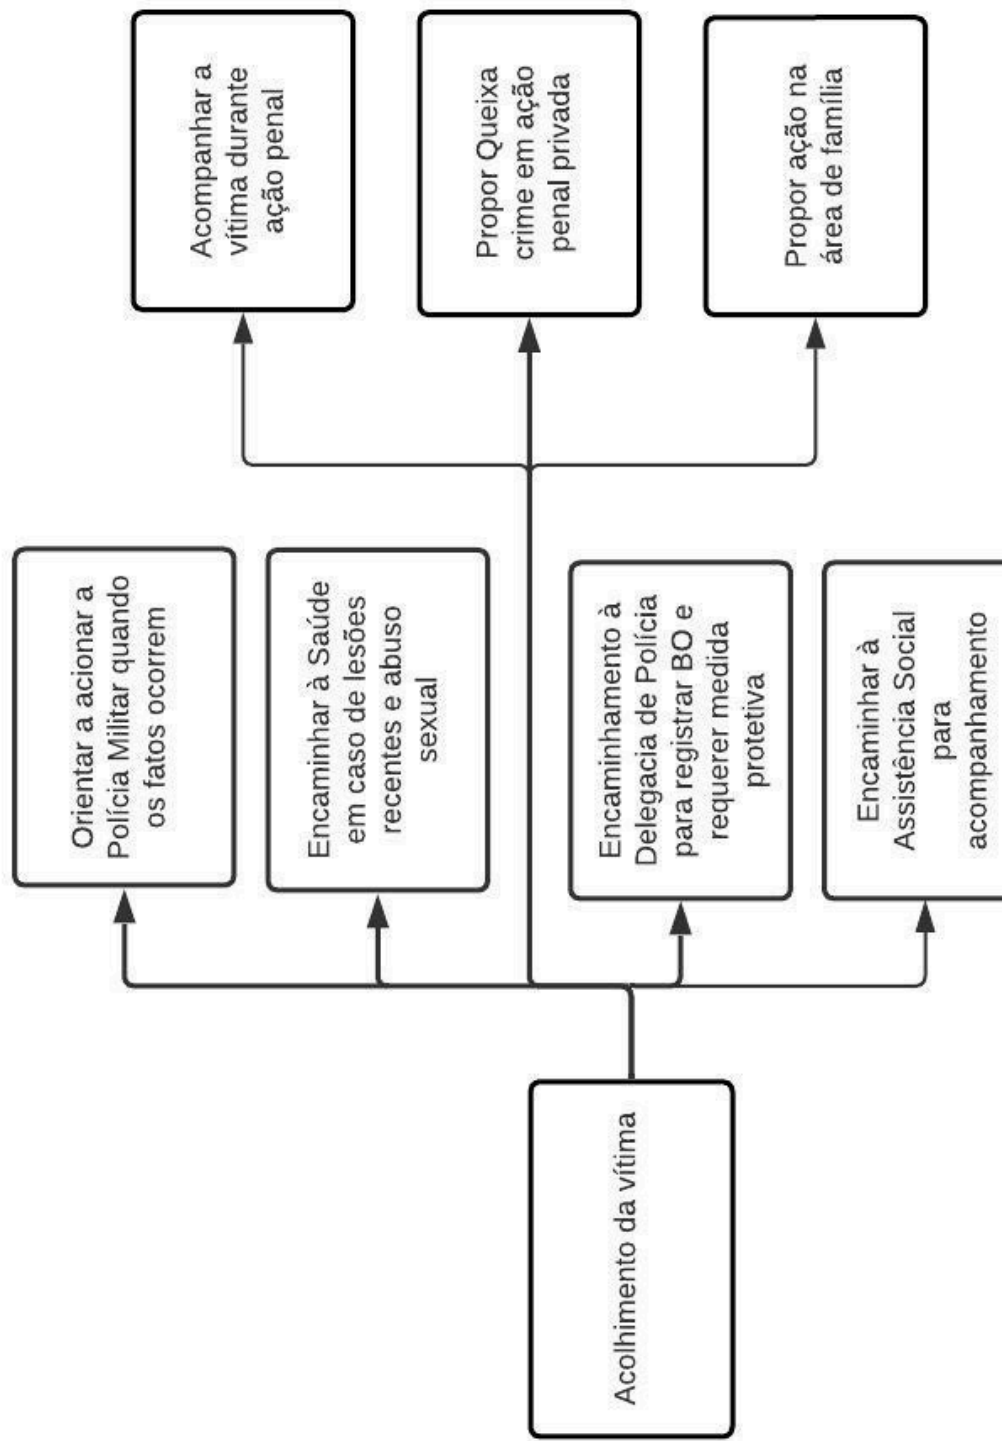 Acolhimento da vítima
Orientar a acionar a
Polícia Militar quando
os fatos ocorrem
Encaminhar à Saúde
em caso de lesões
recentes e abuso
sexual
Encaminhamento à
Delegacia de Polícia
para registrar BO e
requerer medida
protetiva
Encaminhar à
Assistência Social
para
acompanhamento
Acompanhar a
vítima durante
ação penal
Propor Queixa
crime em ação
penal privada
Propor ação na
área de família